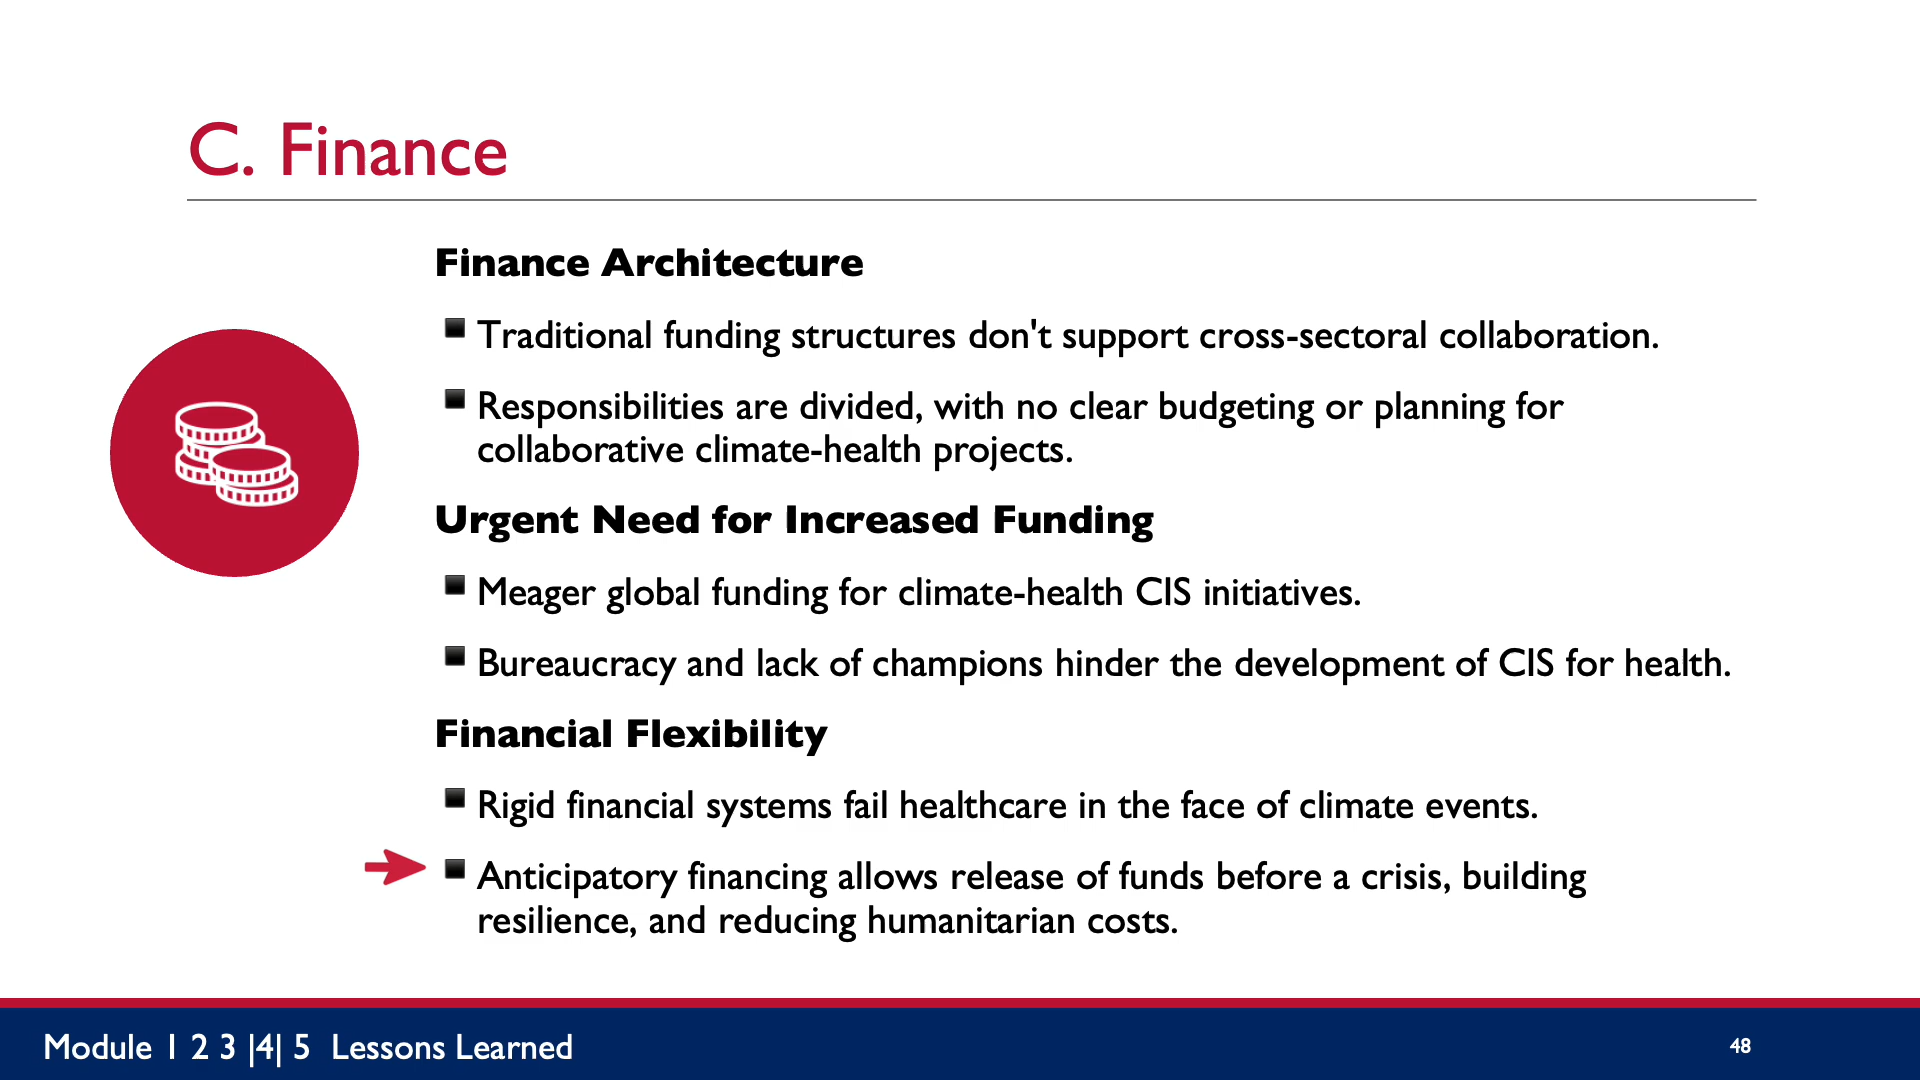 C. Finance
Finance Architecture
▪ Traditional funding structures don't support cross-sectoral collaboration.
▪ Responsibilities are divided, with no clear budgeting or planning for
collaborative climate-health projects.
Urgent Need for Increased Funding
▪ Meager global funding for climate-health CIS initiatives.
▪ Bureaucracy and lack of champions hinder the development of CIS for health.
Financial Flexibility
▪ Rigid financial systems fail healthcare in the face of climate events.
▪ Anticipatory financing allows release of funds before a crisis, building
resilience, and reducing humanitarian costs.
Module 1 2 3 |4| 5 Lessons Learned
48